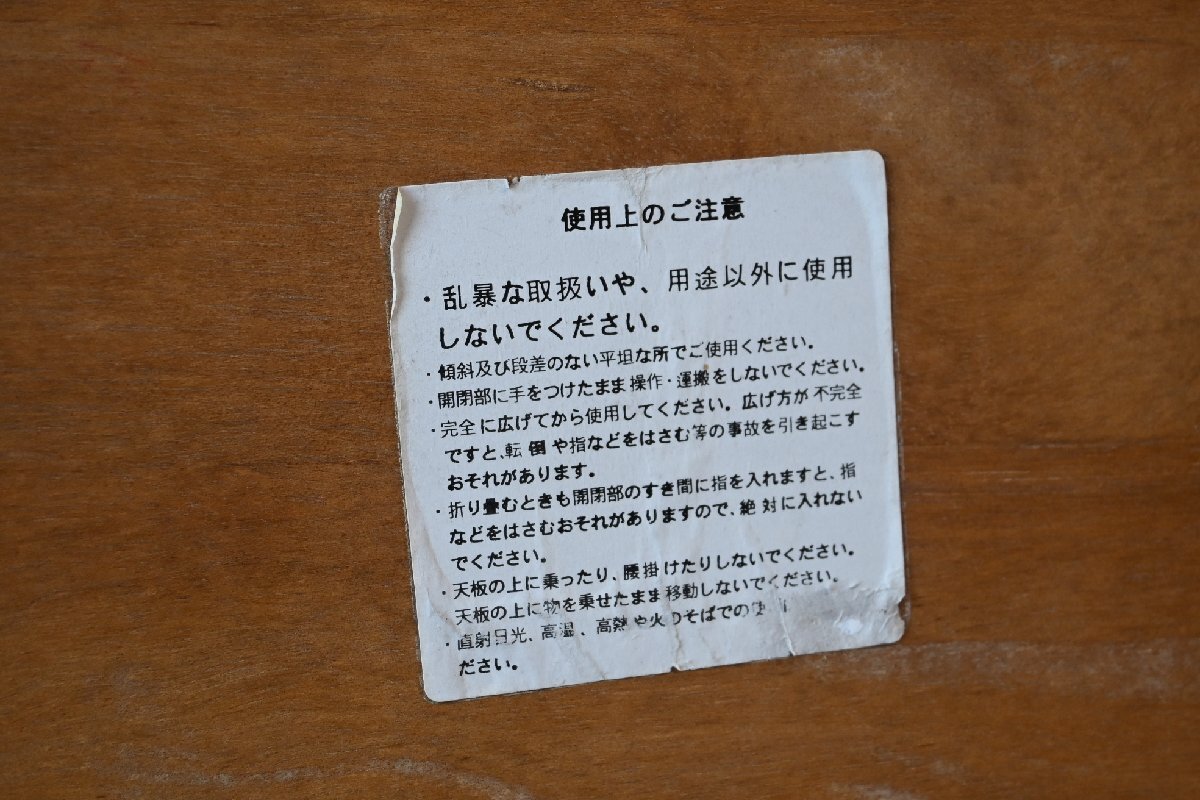 使用上のご注意
・乱暴な取扱いや、用途以外に使用
しないでください。
・傾斜及び段差のない平坦な所でご使用ください。
・開閉部に手をつけたまま操作・運搬をしないでください。
・完全に広げてから使用してください。広げ方が不完全
ですと、転倒や指などをはさむ等の事故を引き起こす
おそれがあります。
・折り畳むときも開閉部のすき間に指を入れますと、指
などをはさむおそれがありますので、絶対に入れない
でください。
・天板の上に乗ったり、腰掛けたりしないでください。
天板の上に物を乗せたまま移動しないでください。
・直射日光、高温、高熱や火のそばでの使
ださい。